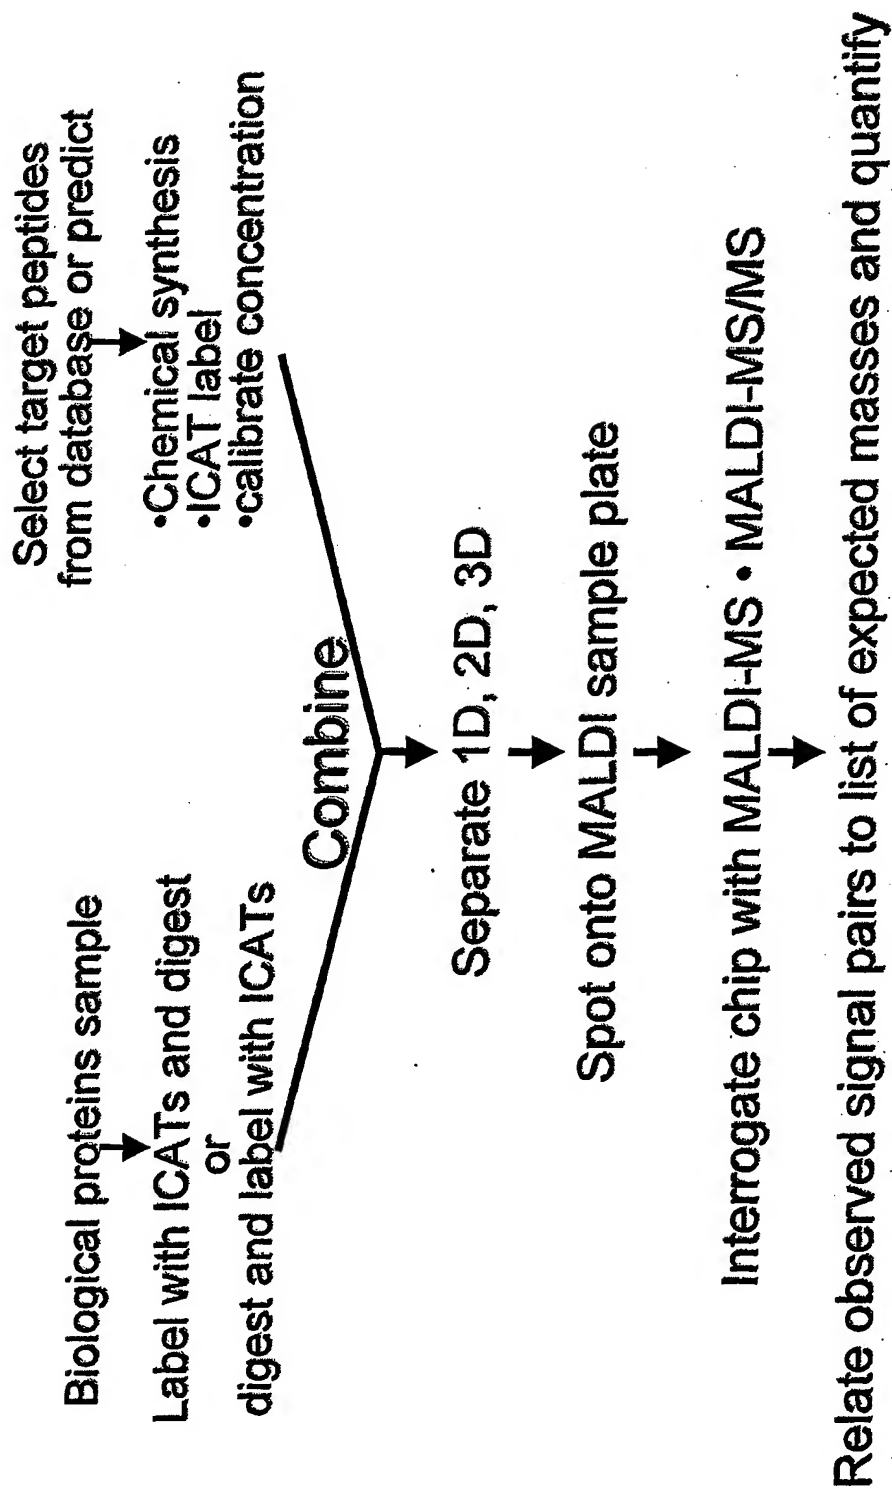 Biological proteins sample
Label with ICATs and digest
or
digest and label with ICATs
Select target peptides
from database or predict
•Chemical synthesis
•ICAT label
•calibrate concentration
Combine
Separate 1D, 2D, 3D
Spot onto MALDI sample plate
Interrogate chip with MALDI-MS • MALDI-MS/MS
Relate observed signal pairs to list of expected masses and quantify